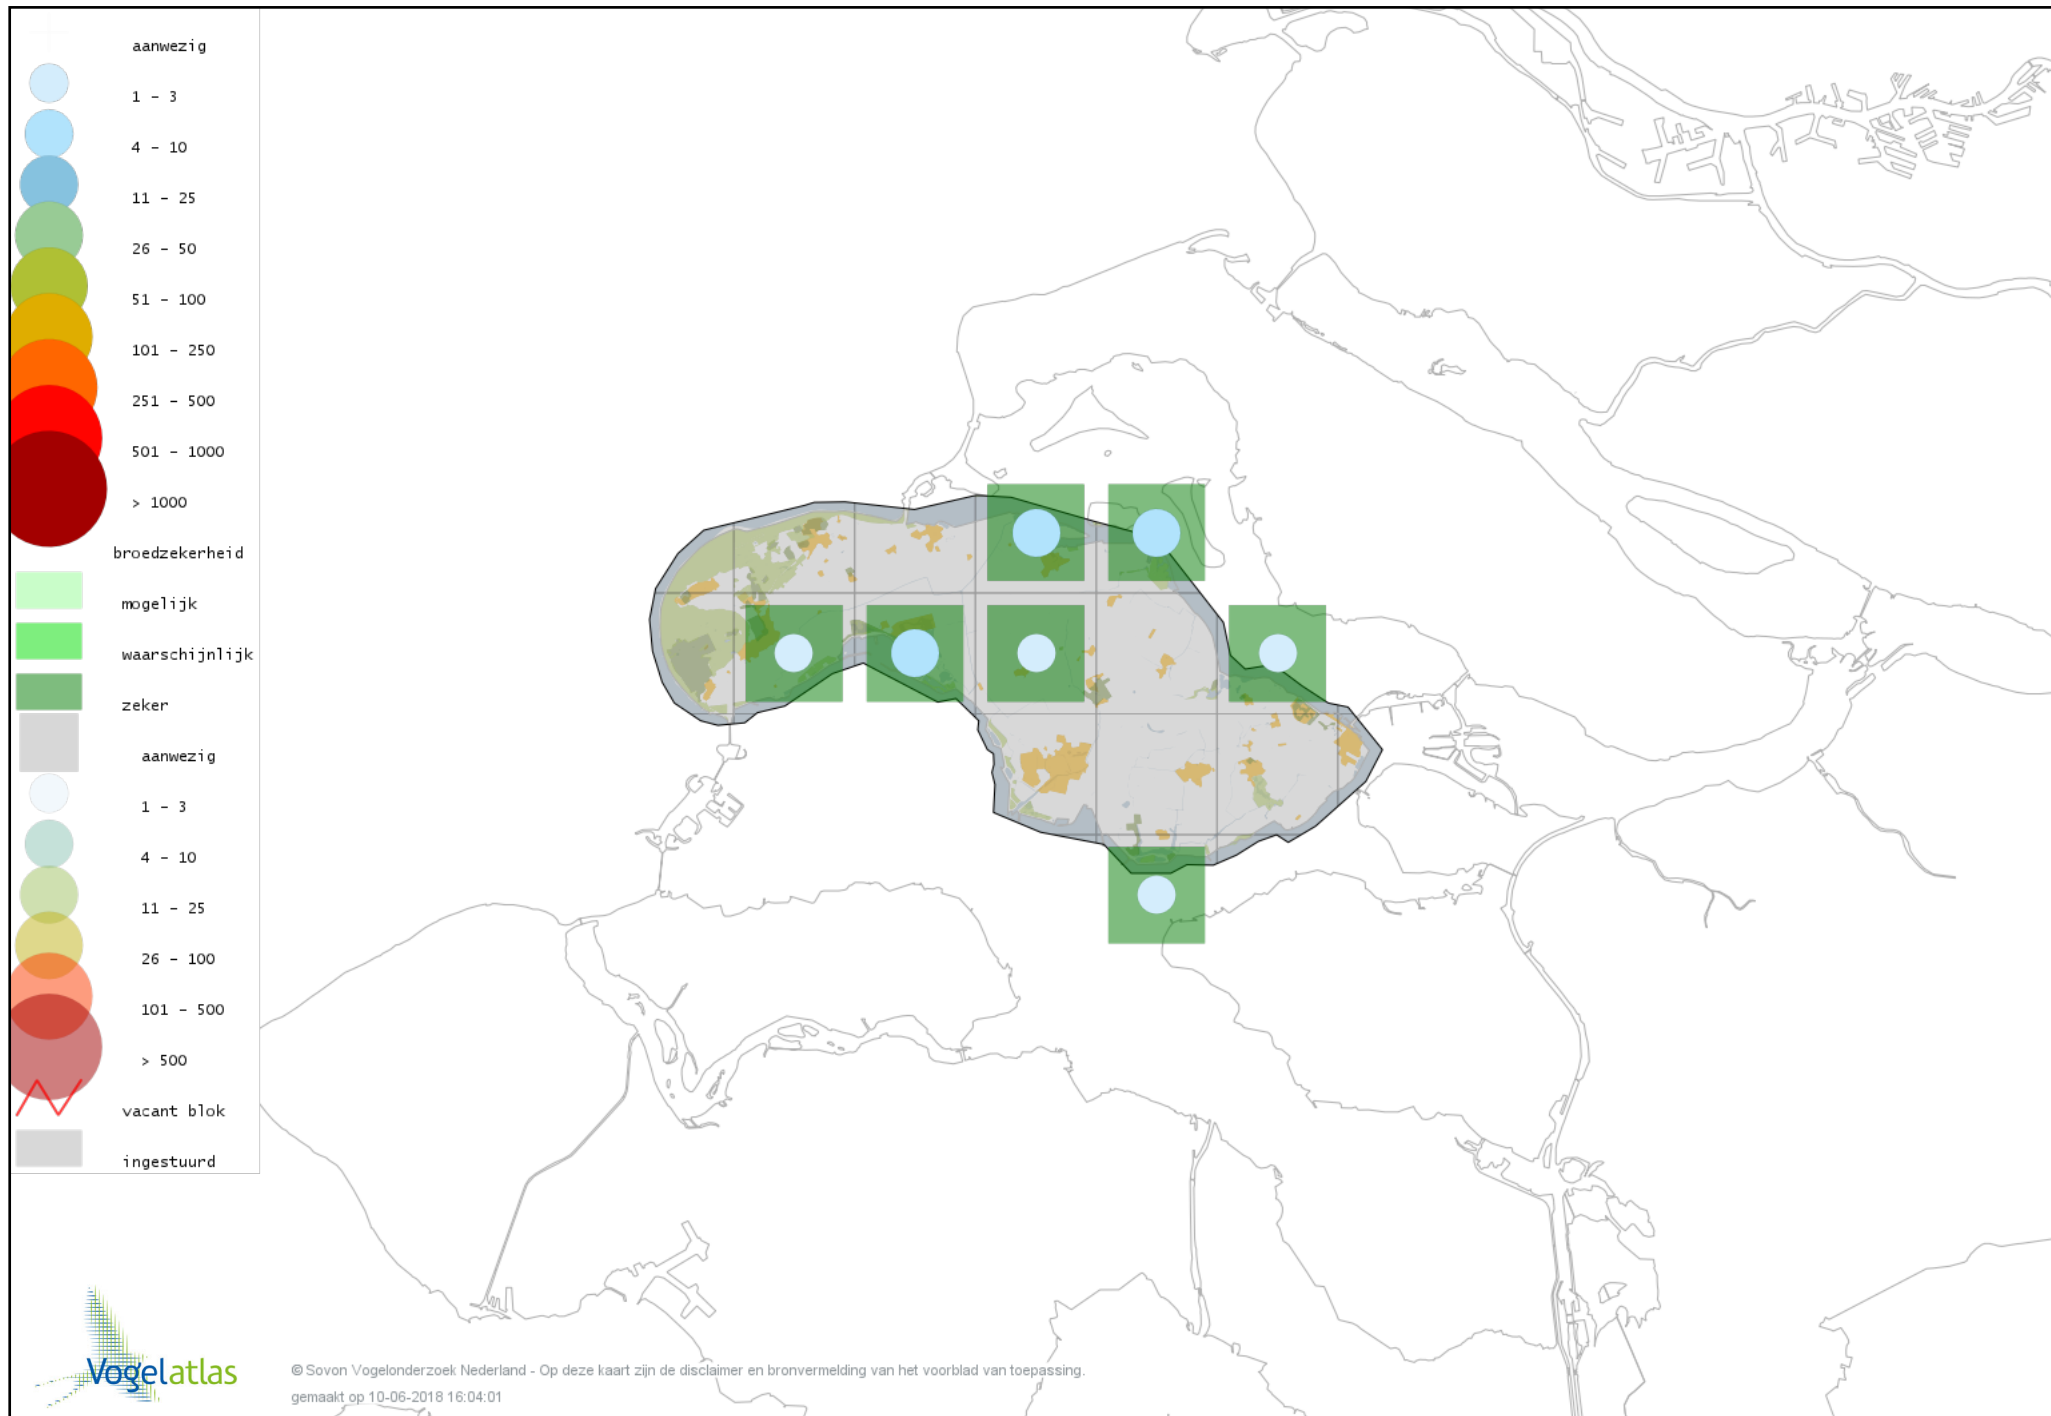 aanwezig
1 - 3
4 - 10
11 - 25
26 - 50
51 - 100
101 - 250
251 - 500
501 - 1000
> 1000
broedzekerheid
mogelijk
waarschijnlijk
zeker
aanwezig
1 - 3
4 - 10
11 - 25
26 - 100
101 - 500
> 500
vacant blok
ingestuurd
Vogelatlas
© Sovon Vogelonderzoek Nederland - Op deze kaart zijn de disclaimer en bronvermelding van het voorblad van toepassing.
gemaakt op 10-06-2018 16:04:01